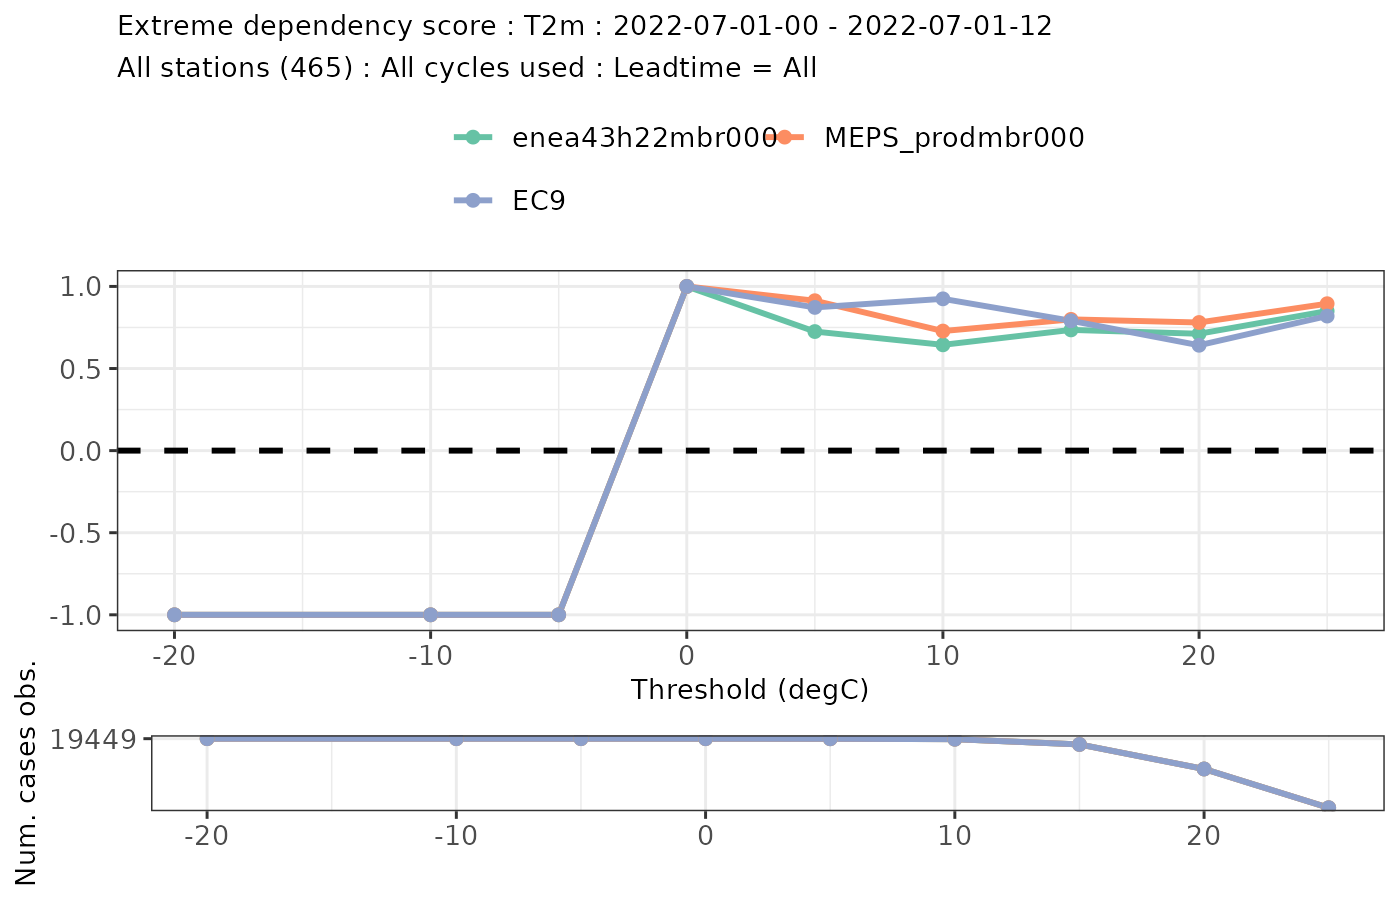 Extreme dependency score : T2m : 2022-07-01-00 - 2022-07-01-12
All stations (465) : All cycles used : Leadtime = All
enea43h22mbr000 MEPS_prodmbr000
EC9
1.0
0.5
0.0
-0.5
-1.0
-20 -10 0 10 20
Threshold (degC)
Num. cases obs.
19449
-20 -10 0 10 20